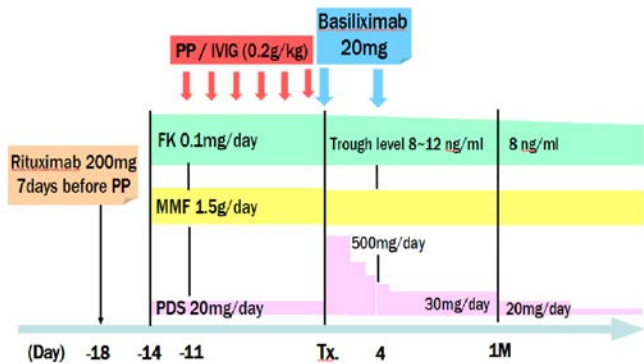 Basiliximab
20mg
PP / IVIG (0.2g/kg)
FK 0.1mg/day
Trough level 8~12 ng/ml
8 ng/ml
Rituximab 200mg
7days before PP
MMF 1.5g/day
500mg/day
PDS 20mg/day
30mg/day
20mg/day
(Day) -18 -14 -11 Tx. 4 1M